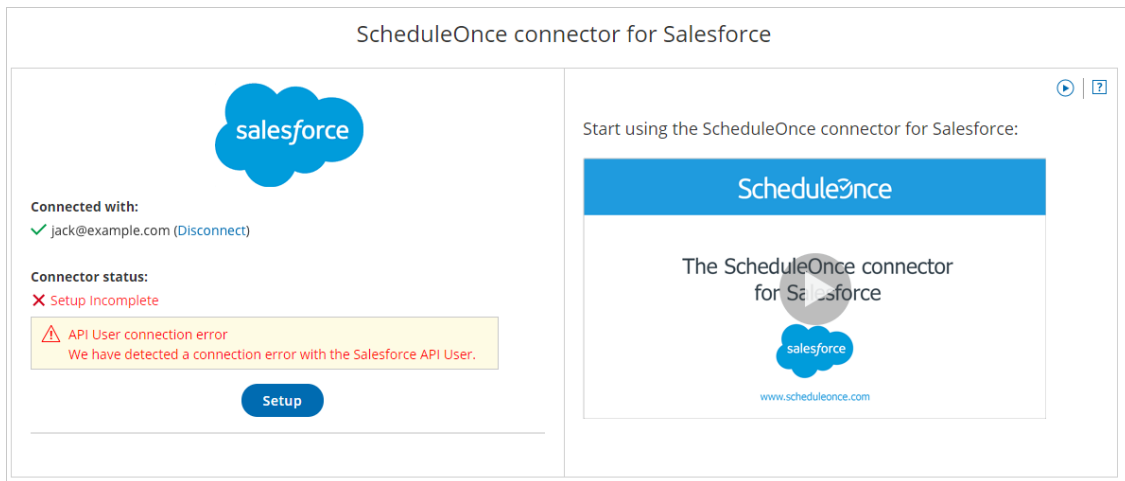 ScheduleOnce connector for Salesforce
salesforce
Connected with:
jack@example.com (Disconnect)
Connector status:
Setup Incomplete
API User connection error
We have detected a connection error with the Salesforce API User.
Setup
?
Start using the ScheduleOnce connector for Salesforce:
ScheduleOnce
The ScheduleOnce connector
for Salesforce
salesforce
www.scheduleonce.com